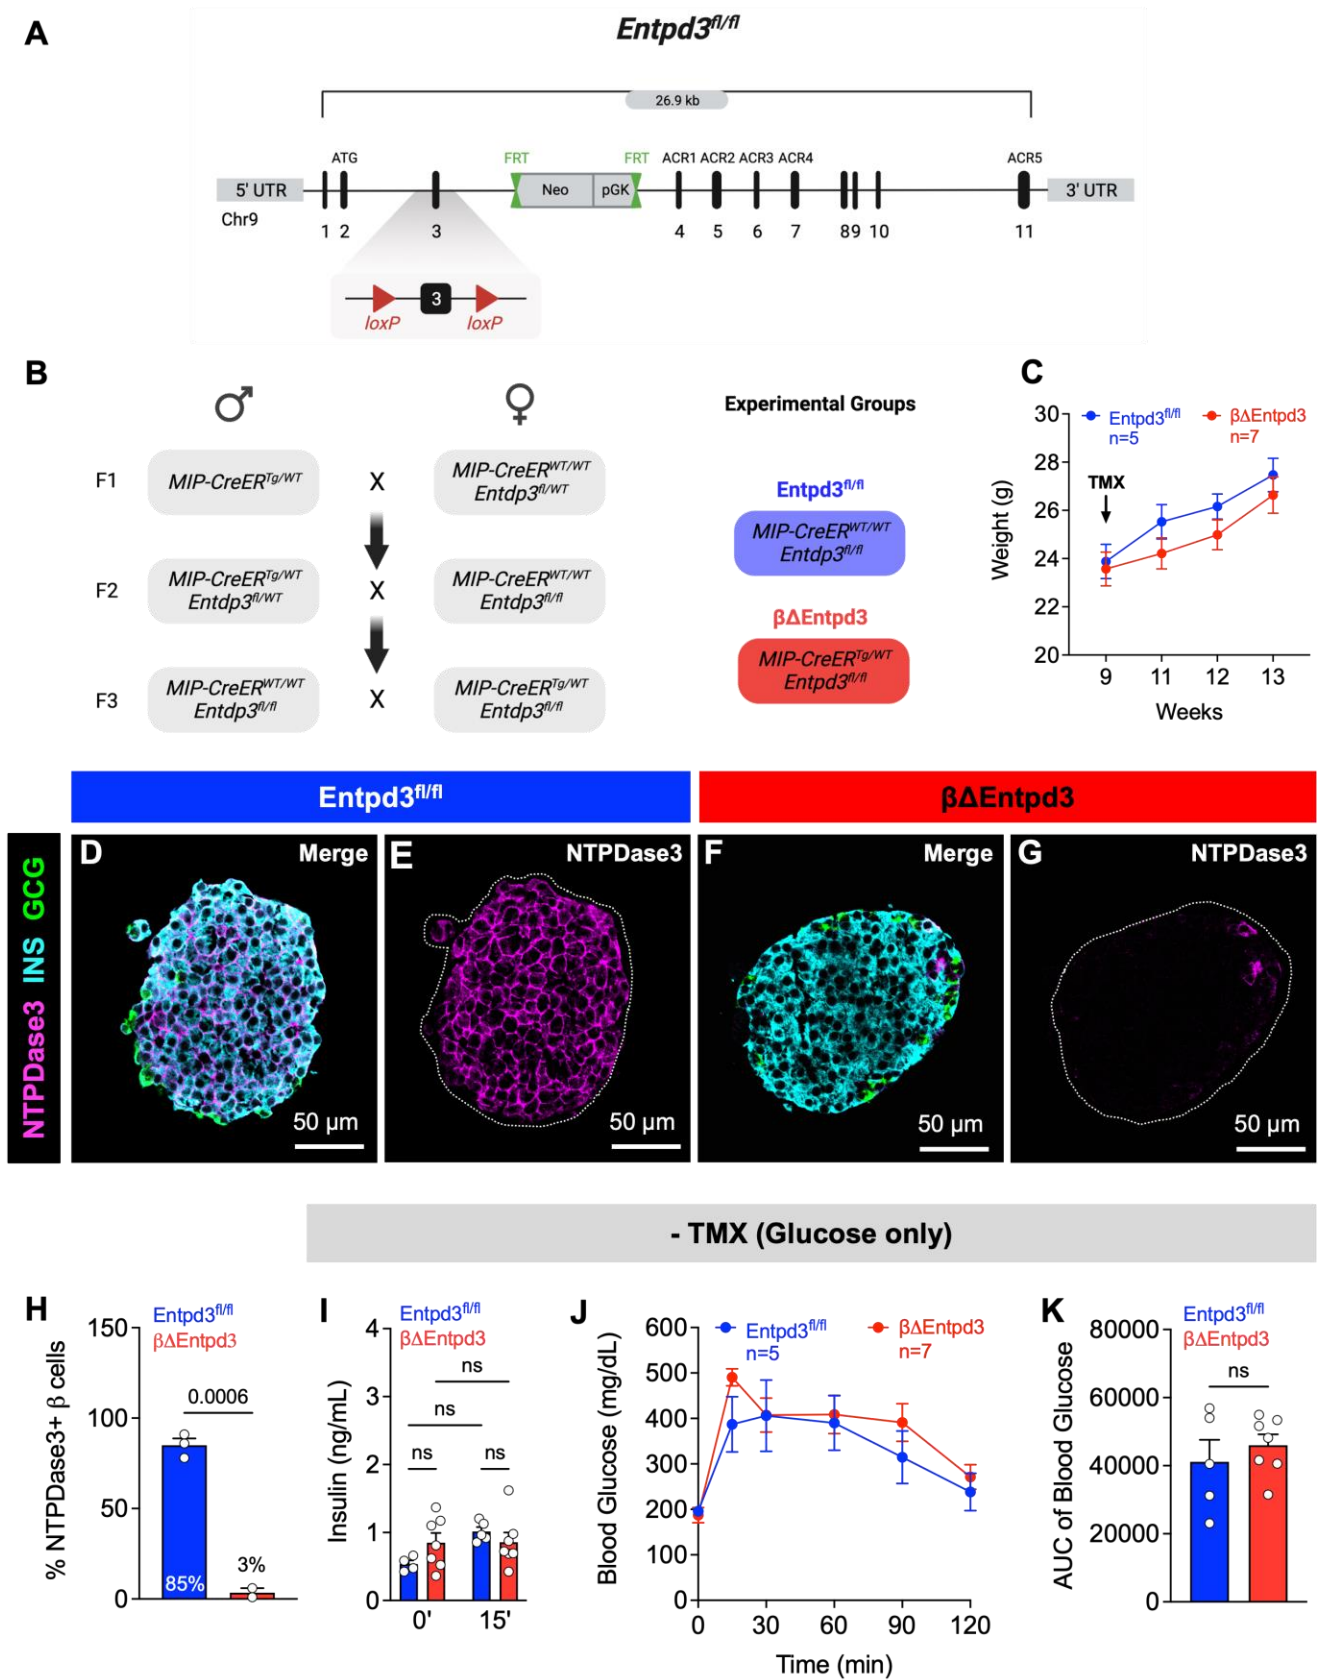 A
Entpd3fl/fl
26.9 kb
ATG
FRT
FRT
ACR1 ACR2 ACR3 ACR4
ACR5
5' UTR
Neo
pGK
3' UTR
Chr9
1 2 3 4 5 6 7 8 9 10 11
3
loxP
loxP
B
♂
♀
Experimental Groups
F1
MIP-CreERTg/WT
X
MIP-CreERWT/WT
Entdp3fl/WT
F2
MIP-CreERTg/WT
Entdp3fl/WT
X
MIP-CreERWT/WT
Entdp3fl/fl
F3
MIP-CreERWT/WT
Entdp3fl/fl
X
MIP-CreERTg/WT
Entdp3fl/fl
Entpd3fl/fl
MIP-CreERWT/WT
Entdp3fl/fl
βΔEntpd3
MIP-CreERTg/WT
Entpd3fl/fl
C
Entpd3fl/fl
n=5
βΔEntpd3
n=7
TMX
Weight (g)
30
28
26
24
22
20
9 11 12 13
Weeks
Entpd3fl/fl
βΔEntpd3
NTPDase3 INS GCG
D
Merge
50 µm
E
NTPDase3
50 µm
F
Merge
50 µm
G
NTPDase3
50 µm
- TMX (Glucose only)
H
Entpd3fl/fl
βΔEntpd3
% NTPDase3+ β cells
150
100
50
0
0.0006
85%
3%
I
Entpd3fl/fl
βΔEntpd3
Insulin (ng/mL)
4
3
2
1
0
ns
ns
ns
ns
0' 15'
J
Entpd3fl/fl
n=5
βΔEntpd3
n=7
Blood Glucose (mg/dL)
600
500
400
300
200
100
0
0 30 60 90 120
Time (min)
K
Entpd3fl/fl
βΔEntpd3
AUC of Blood Glucose
80000
60000
40000
20000
0
ns